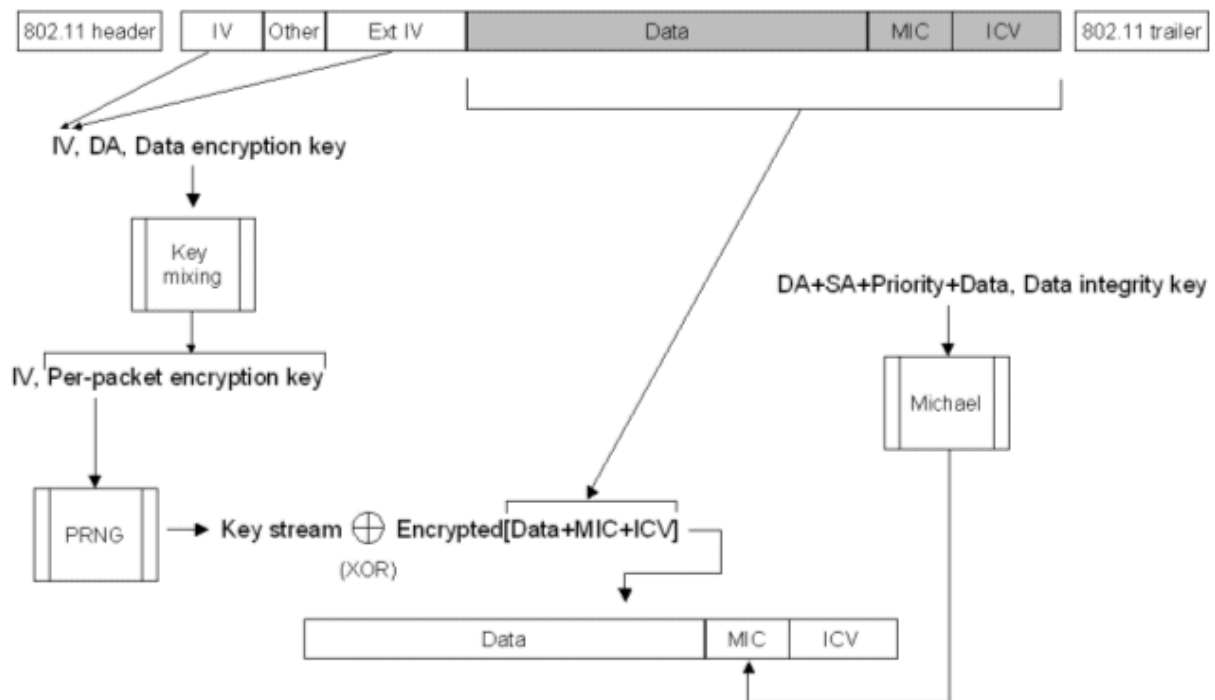 802.11 header
IV
Other
Ext IV
Data
MIC
ICV
802.11 trailer
IV, DA, Data encryption key
Key
mixing
DA+SA+Priority+Data, Data integrity key
IV, Per-packet encryption key
Michael
PRNG
Key stream ⊕ Encrypted[Data+MIC+ICV]
(XOR)
Data
MIC
ICV